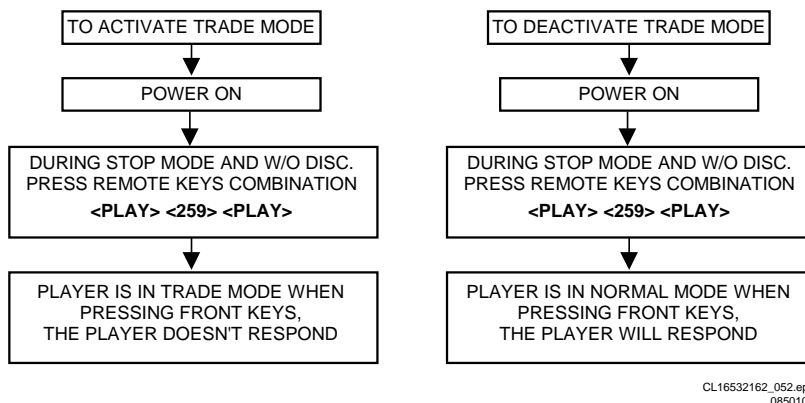 TO ACTIVATE TRADE MODE
POWER ON
DURING STOP MODE AND W/O DISC.
PRESS REMOTE KEYS COMBINATION
<PLAY> <259> <PLAY>
PLAYER IS IN TRADE MODE WHEN
PRESSING FRONT KEYS,
THE PLAYER DOESN'T RESPOND
TO DEACTIVATE TRADE MODE
POWER ON
DURING STOP MODE AND W/O DISC.
PRESS REMOTE KEYS COMBINATION
<PLAY> <259> <PLAY>
PLAYER IS IN NORMAL MODE WHEN
PRESSING FRONT KEYS,
THE PLAYER WILL RESPOND